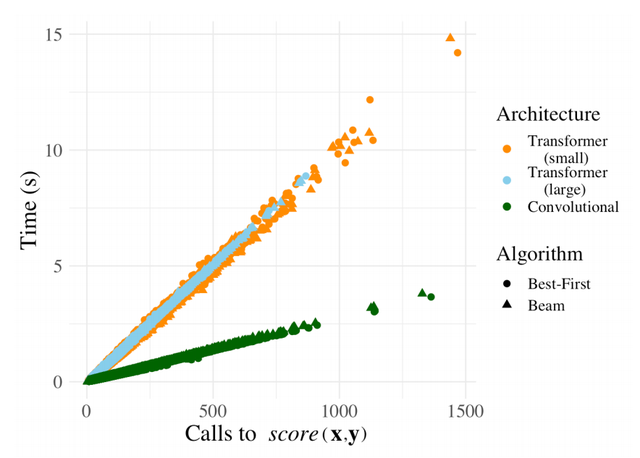 15
10
5
0
Time (s)
0
500
1000
1500
Calls to score(x,y)
Architecture
Transformer
(small)
Transformer
(large)
Convolutional
Algorithm
Best-First
Beam